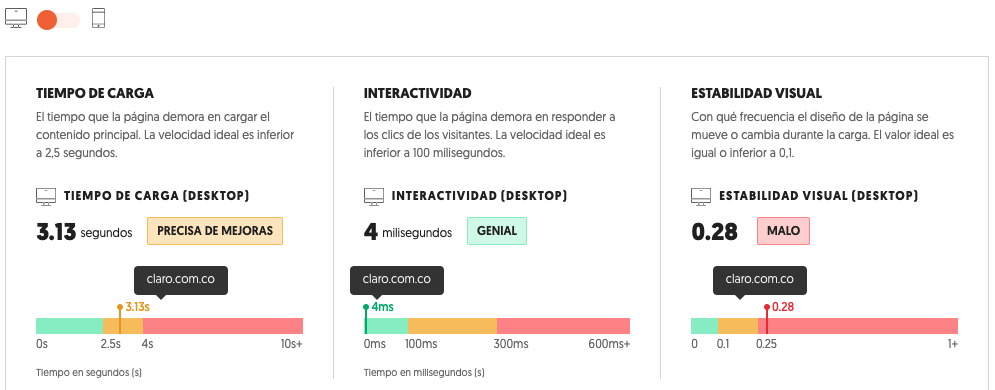 TIEMPO DE CARGA
El tiempo que la página demora en cargar el
contenido principal. La velocidad ideal es inferior
a 2,5 segundos.
TIEMPO DE CARGA (DESKTOP)
3.13 segundos PRECISA DE MEJORAS
claro.com.co
3.13s
0s 2.5s 4s 10s+
Tiempo en segundos (s)
INTERACTIVIDAD
El tiempo que la página demora en responder a
los clics de los visitantes. La velocidad ideal es
inferior a 100 milisegundos.
INTERACTIVIDAD (DESKTOP)
4 milisegundos GENIAL
claro.com.co
4ms
0ms 100ms 300ms 600ms+
Tiempo en milisegundos (s)
ESTABILIDAD VISUAL
Con qué frecuencia el diseño de la página se
mueve o cambia durante la carga. El valor ideal es
igual o inferior a 0,1.
ESTABILIDAD VISUAL (DESKTOP)
0.28 MALO
claro.com.co
0.28
0 0.1 0.25 1+